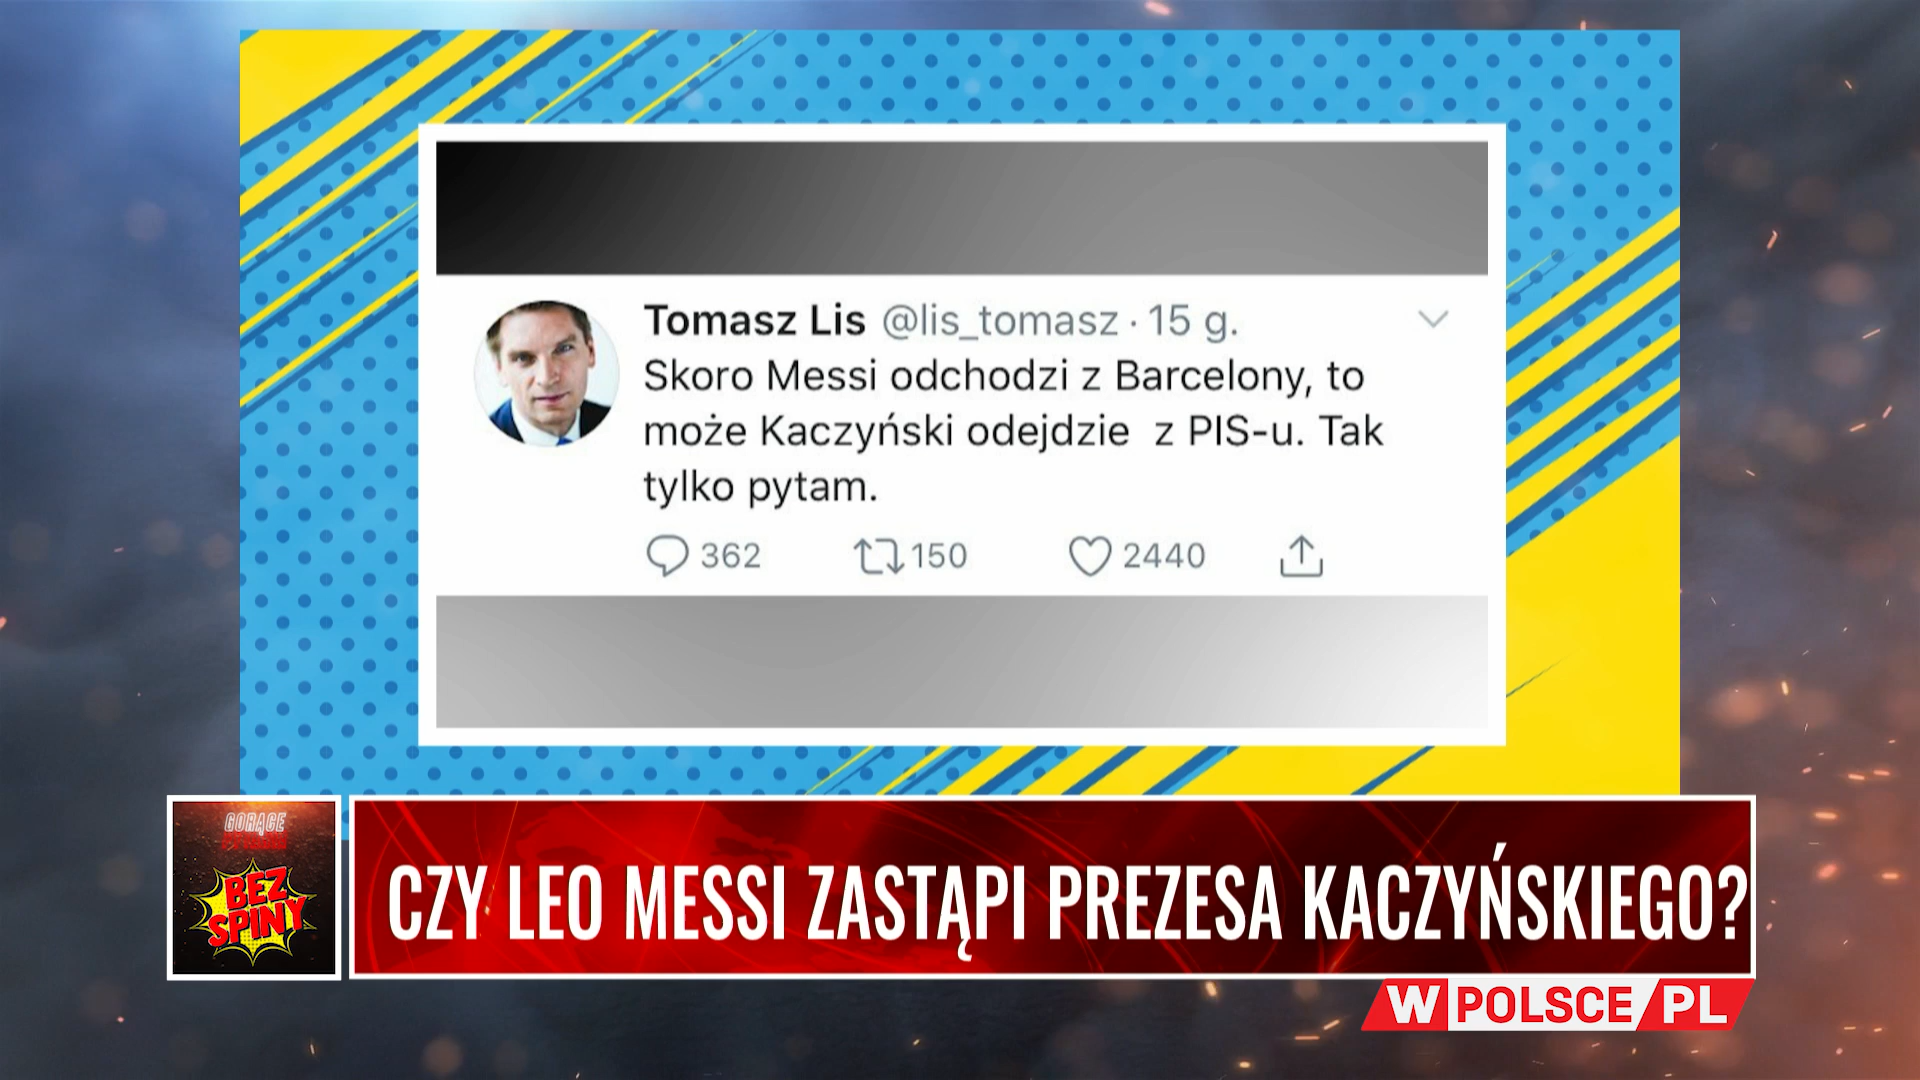 Tomasz Lis @lis_tomasz · 15 g.
Skoro Messi odchodzi z Barcelony, to
może Kaczyński odejdzie z PIS-u. Tak
tylko pytam.
362 150 2440
GORĄCE
BEZ
SPINY
CZY LEO MESSI ZASTĄPI PREZESA KACZYŃSKIEGO?
WPOLSCE/PL